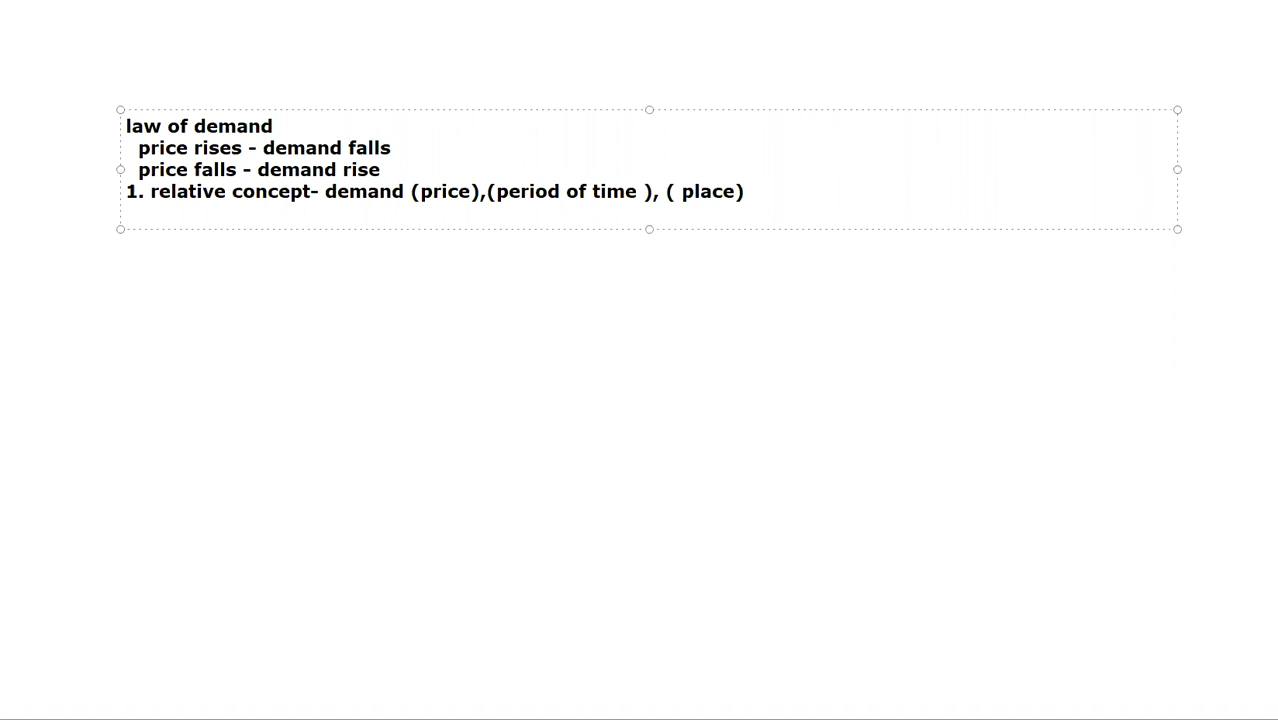 law of demand
price rises - demand falls
price falls - demand rise
1. relative concept- demand (price),(period of time ), ( place)